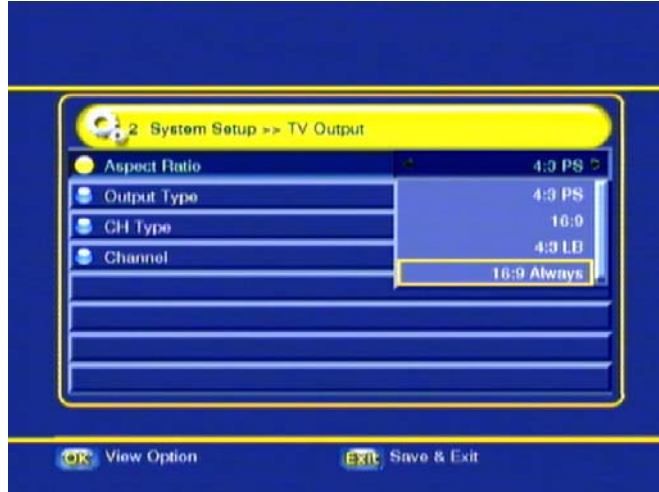 2 System Setup >> TV Output
Aspect Ratio 4:3 PS
Output Type 4:3 PS
CH Type 16:9
4:3 LB
Channel
16:9 Always
OK View Option EXIt Save & Exit